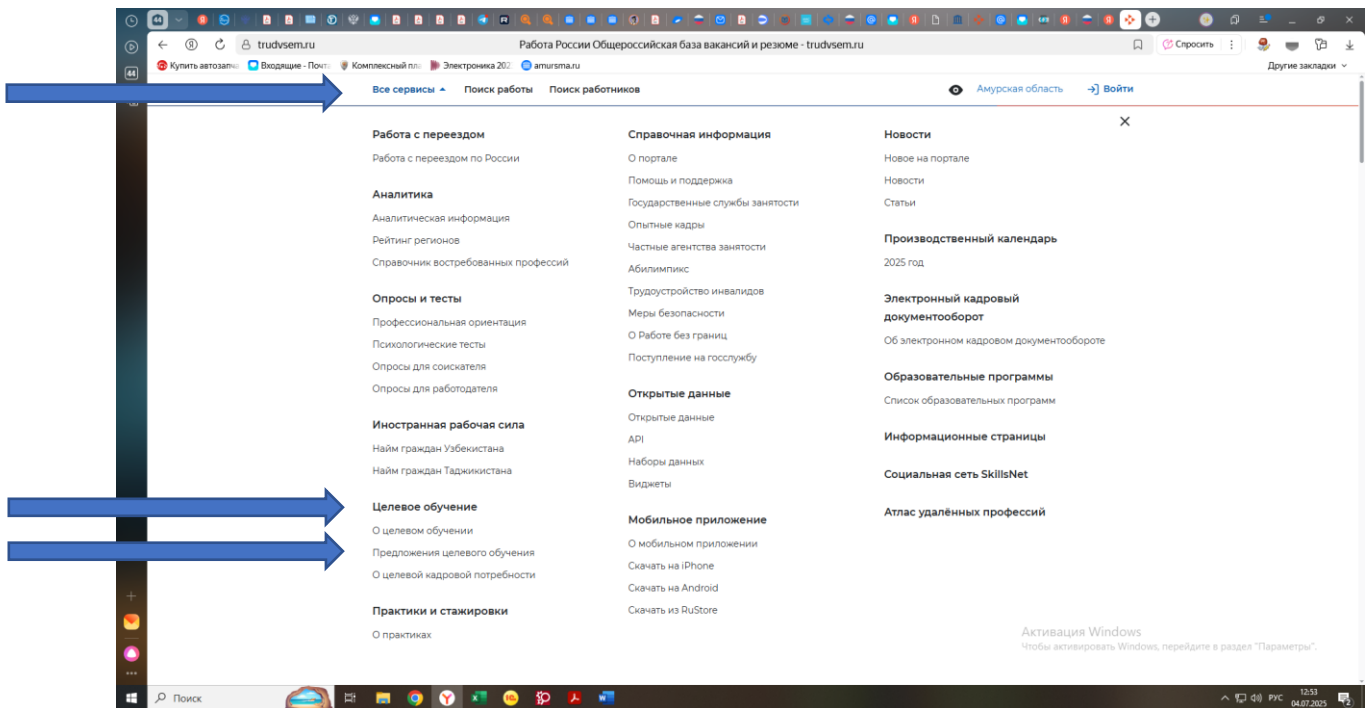 44
trudvsem.ru
Работа России Общероссийская база вакансий и резюме - trudvsem.ru
Спросить
44
Купить автозапча
Входящие - Почта
Комплексный пла
Электроника 202
amursma.ru
Другие закладки
Все сервисы
Поиск работы
Поиск работников
Амурская область
Войти
Работа с переездом
Работа с переездом по России
Аналитика
Аналитическая информация
Рейтинг регионов
Справочник востребованных профессий
Опросы и тесты
Профессиональная ориентация
Психологические тесты
Опросы для соискателя
Опросы для работодателя
Иностранная рабочая сила
Найм граждан Узбекистана
Найм граждан Таджикистана
Целевое обучение
О целевом обучении
Предложения целевого обучения
О целевой кадровой потребности
Практики и стажировки
О практиках
Справочная информация
О портале
Помощь и поддержка
Государственные службы занятости
Опытные кадры
Частные агентства занятости
Абилимпикс
Трудоустройство инвалидов
Меры безопасности
О Работе без границ
Поступление на госслужбу
Открытые данные
Открытые данные
API
Наборы данных
Виджеты
Мобильное приложение
О мобильном приложении
Скачать на iPhone
Скачать на Android
Скачать из RuStore
Новости
Новое на портале
Новости
Статьи
Производственный календарь
2025 год
Электронный кадровый
документооборот
Об электронном кадровом документообороте
Образовательные программы
Список образовательных программ
Информационные страницы
Социальная сеть SkillsNet
Атлас удалённых профессий
Активация Windows
Чтобы активировать Windows, перейдите в раздел "Параметры".
Поиск
РУС
12:53
04.07.2025